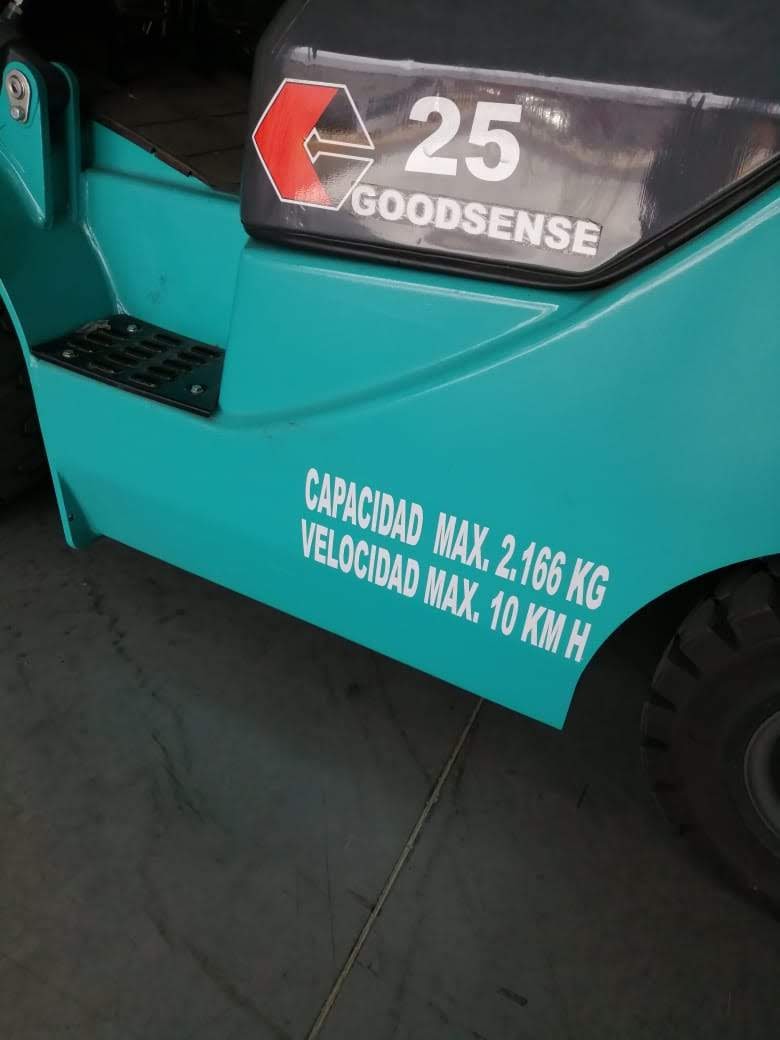 25
GOODSENSE
CAPACIDAD MAX. 2.166 KG
VELOCIDAD MAX. 10 KM H